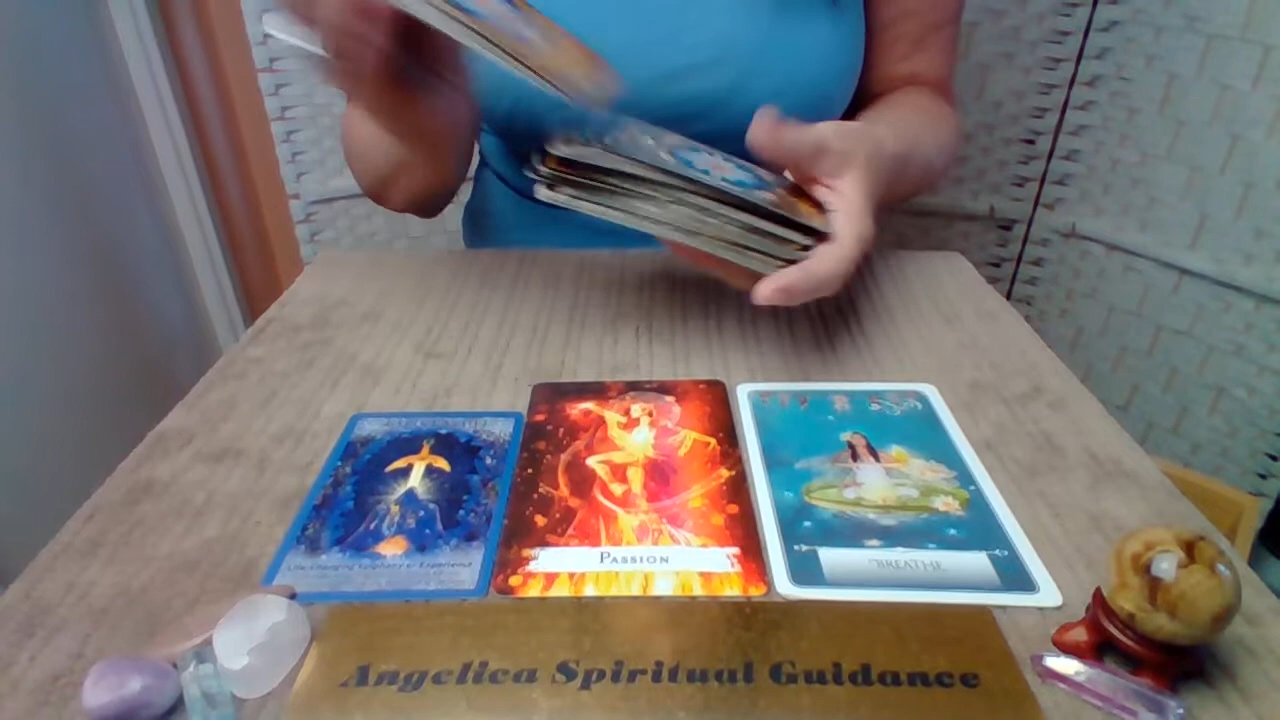 Life-Changing Epiphany or Experience
PASSION
BREATHE
Angelica Spiritual Guidance